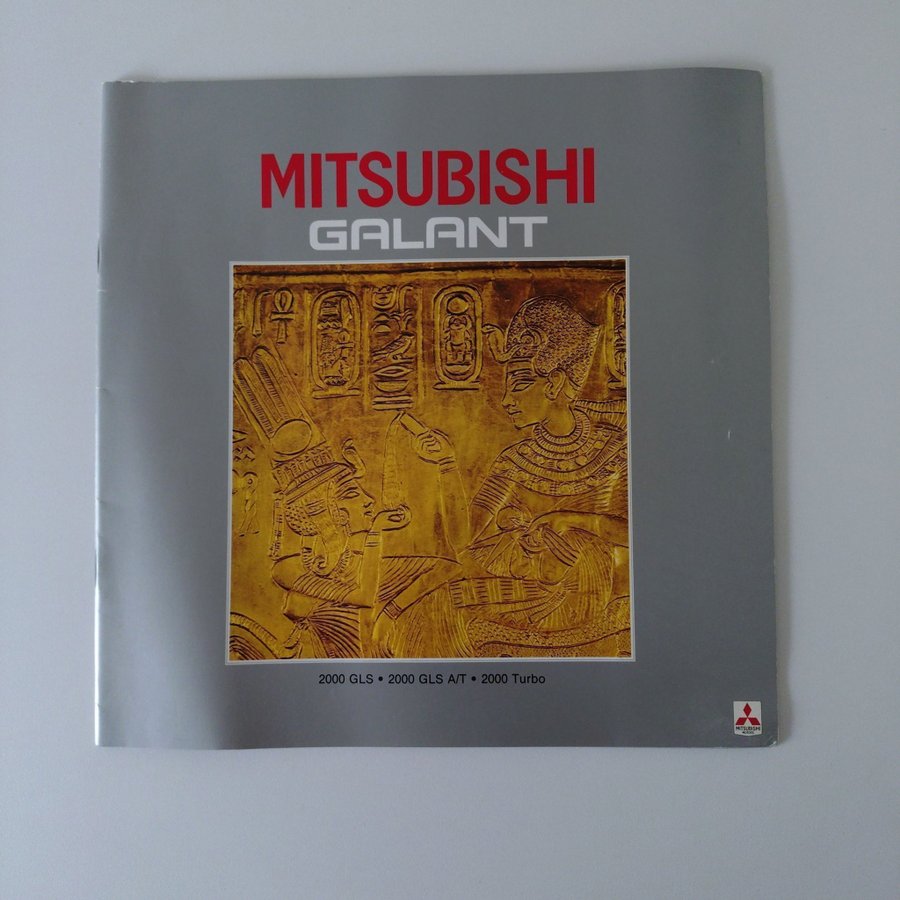 MITSUBISHI
GALANT
2000 GLS • 2000 GLS A/T • 2000 Turbo
MITSUBISHI